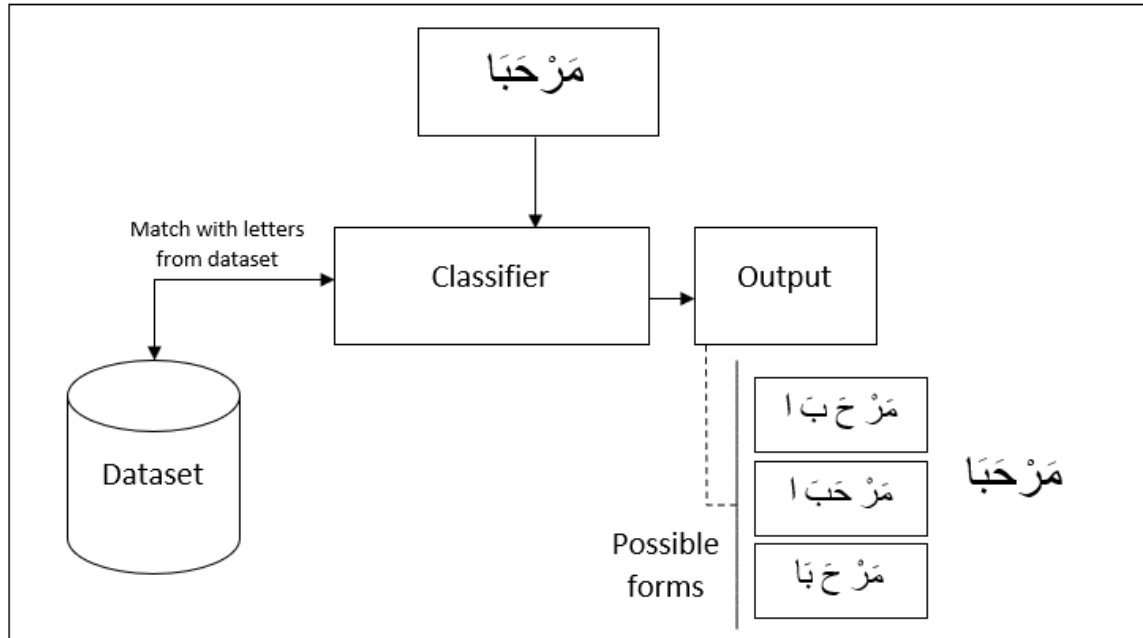 مَرْحَبَا
Match with letters
from dataset
Classifier
Output
Dataset
Possible
forms
مَرْ حَ بَ ا
مَرْ حَبَ ا
مَرْ حَ بَا
مَرْحَبَا